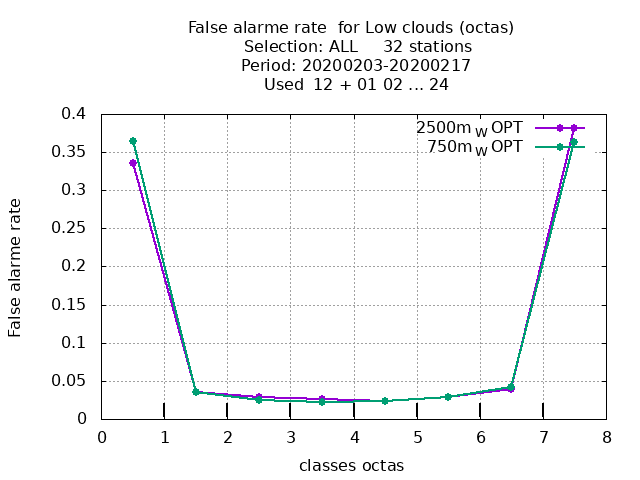 False alarme rate  for Low clouds (octas)
Selection: ALL     32 stations
Period: 20200203-20200217
Used  12 + 01 02 ... 24
2500m_W OPT
750m_W OPT
0.4
0.35
0.3
0.25
0.2
0.15
0.1
0.05
0
False alarme rate
0 1 2 3 4 5 6 7 8
classes octas